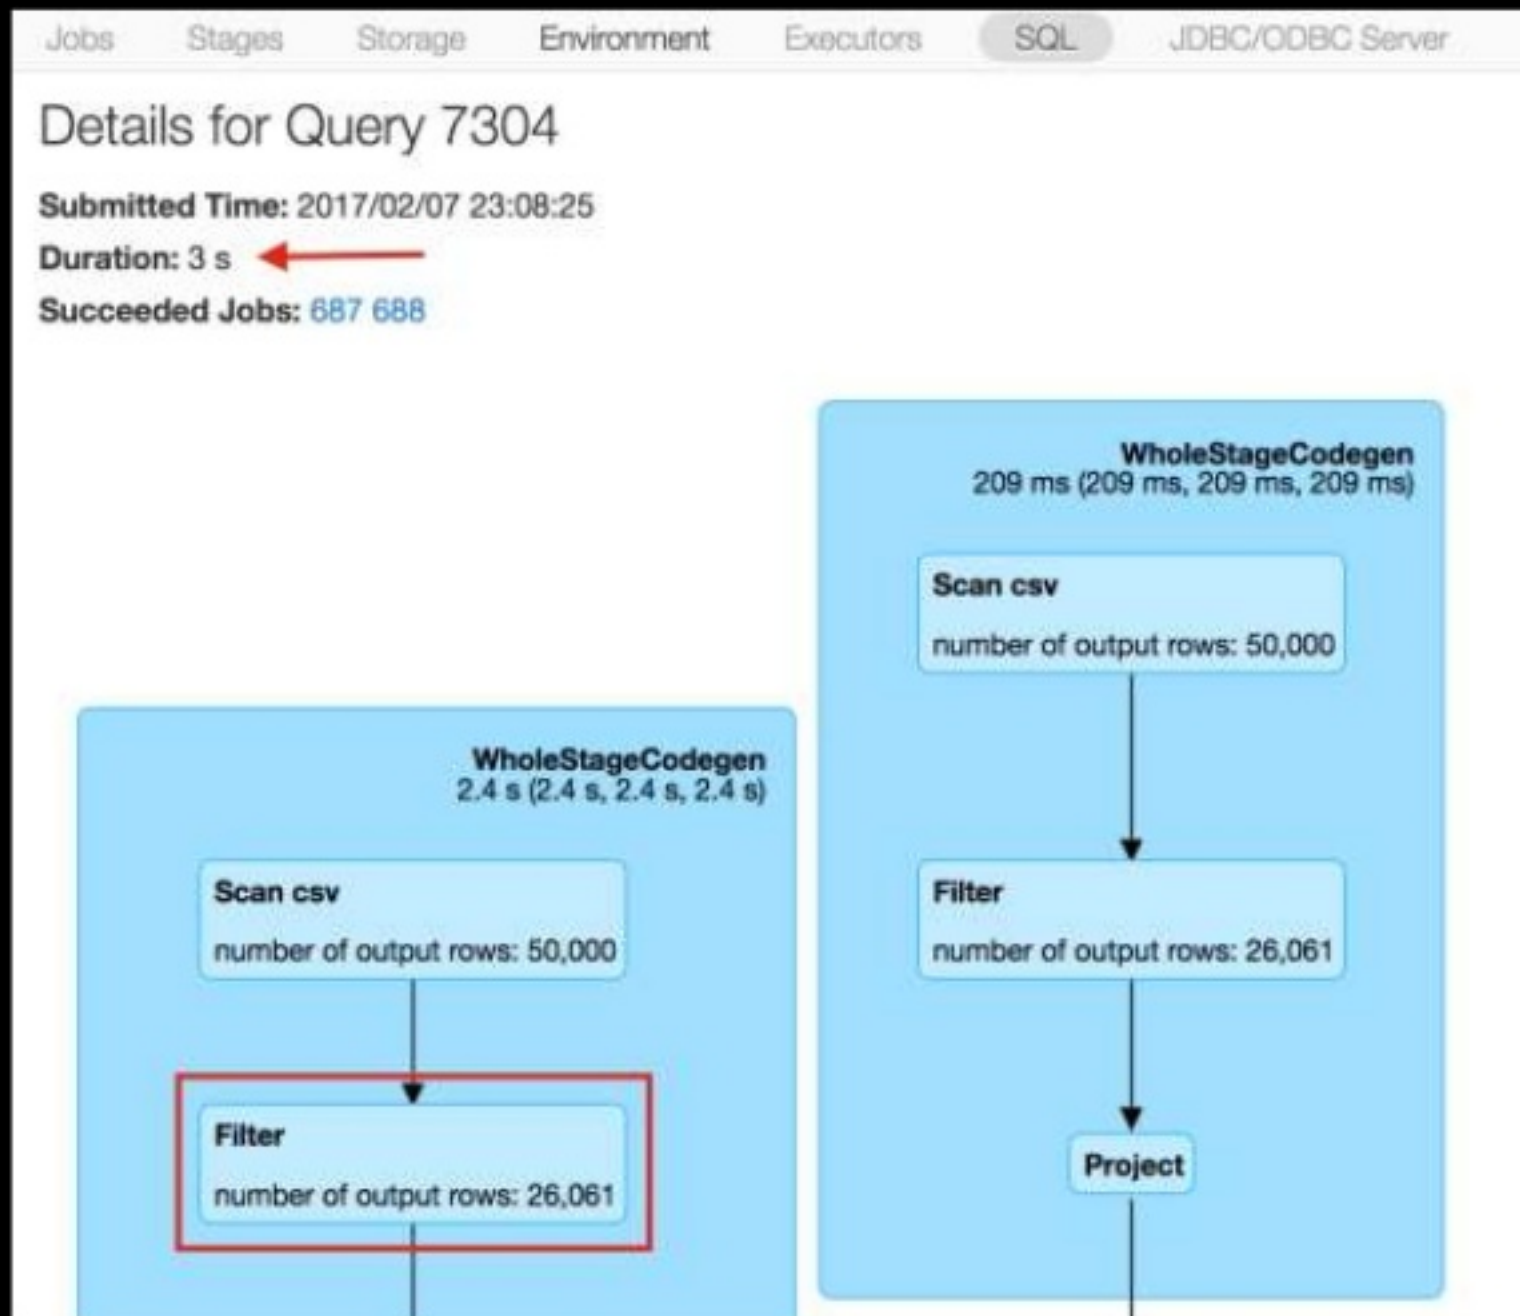 Jobs Stages Storage Environment Executors SQL JDBC/ODBC Server
Details for Query 7304
Submitted Time: 2017/02/07 23:08:25
Duration: 3 s
Succeeded Jobs: 687 688
WholeStageCodegen
209 ms (209 ms, 209 ms, 209 ms)
Scan csv
number of output rows: 50,000
Filter
number of output rows: 26,061
Project
WholeStageCodegen
2.4 s (2.4 s, 2.4 s, 2.4 s)
Scan csv
number of output rows: 50,000
Filter
number of output rows: 26,061